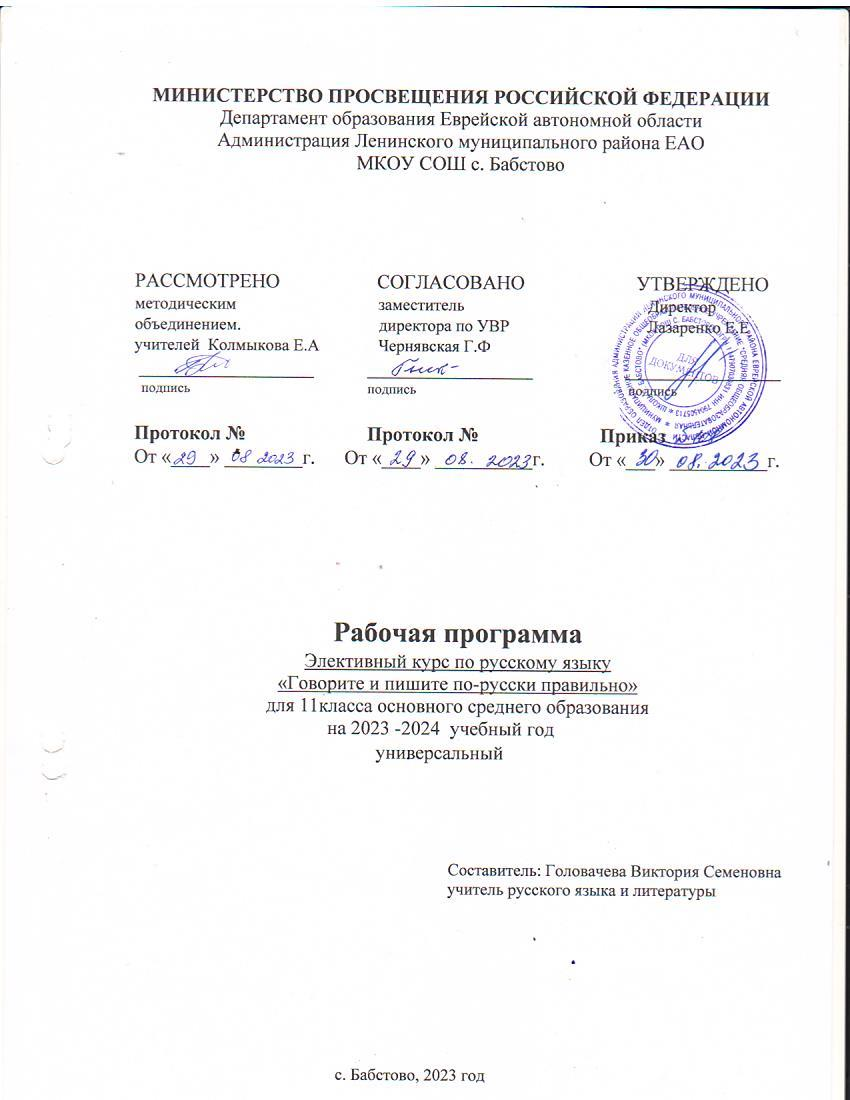 МИНИСТЕРСТВО ПРОСВЕЩЕНИЯ РОССИЙСКОЙ ФЕДЕРАЦИИ
Департамент образования Еврейской автономной области
Администрация Ленинского муниципального района ЕАО
МКОУ СОШ с. Бабстово
РАССМОТРЕНО СОГЛАСОВАНО УТВЕРЖДЕНО
методическим заместитель Директор
объединением. директора по УВР Лазаренко Е.Е
учителей Колмыкова Е.А Чернявская Г.Ф
ДЛЯ ДОКУМЕНТОВ
подпись подпись подпись
Протокол № Протокол № Приказ
От «29» 08 2023 г. От «29» 08. 2023г. От «30» 08.2023г.
Рабочая программа
Элективный курс по русскому языку
«Говорите и пишите по-русски правильно»
для 11класса основного среднего образования
на 2023 -2024 учебный год
универсальный
Составитель: Головачева Виктория Семеновна
учитель русского языка и литературы
с. Бабстово, 2023 год